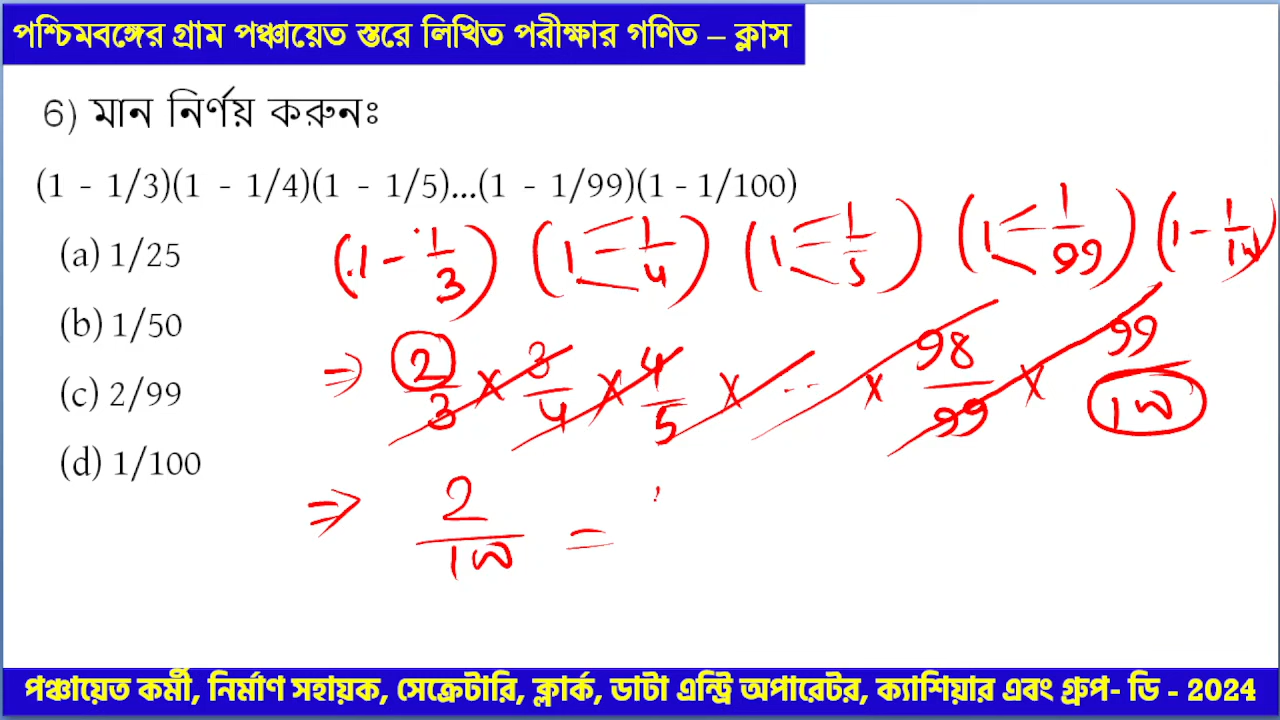 পশ্চিমবঙ্গের গ্রাম পঞ্চায়েত স্তরে লিখিত পরীক্ষার গণিত – ক্লাস
6) মান নির্ণয় করুনঃ
(1 - 1/3)(1 - 1/4)(1 - 1/5)...(1 - 1/99)(1 - 1/100)
(a) 1/25
(b) 1/50
(c) 2/99
(d) 1/100
(1 - 1/3) (1 - 1/4) (1 - 1/5) (1 - 1/99) (1 - 1/100)
⇒ 2/3 × 3/4 × 4/5 × ... × 98/99 × 99/100
⇒ 2/100 =
পঞ্চায়েত কর্মী, নির্মাণ সহায়ক, সেক্রেটারি, ক্লার্ক, ডাটা এন্ট্রি অপারেটর, ক্যাশিয়ার এবং গ্রুপ- ডি - 2024